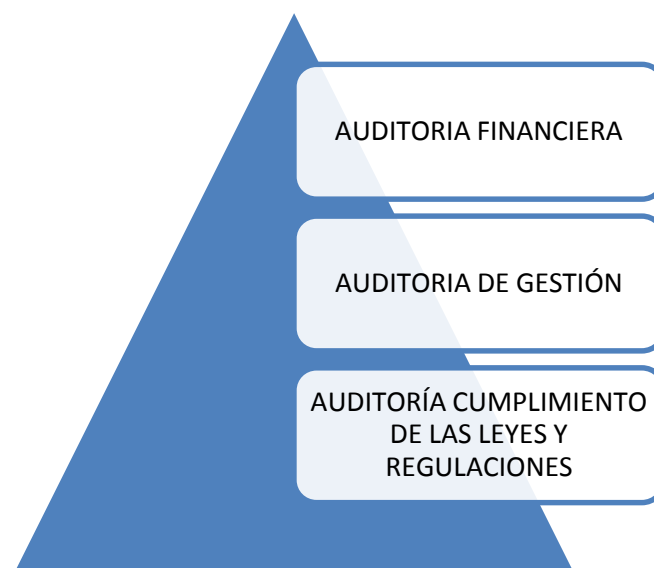 AUDITORIA FINANCIERA
AUDITORIA DE GESTIÓN
AUDITORÍA CUMPLIMIENTO
DE LAS LEYES Y
REGULACIONES